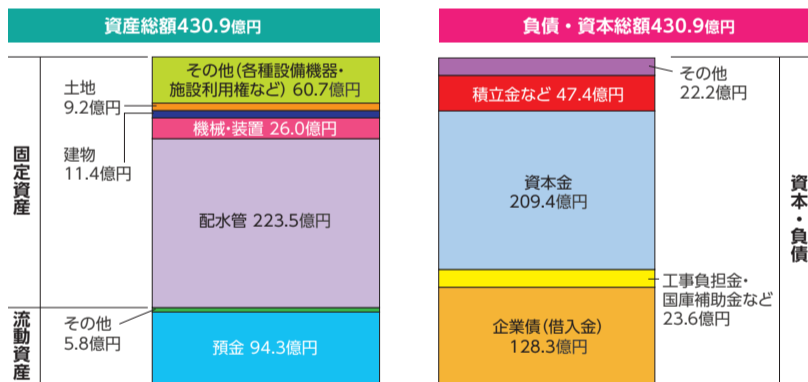 資産総額430.9億円
固定資産
その他(各種設備機器・
施設利用権など) 60.7億円
土地
9.2億円
建物
11.4億円
機械・装置 26.0億円
配水管 223.5億円
流動資産
その他
5.8億円
預金 94.3億円
負債・資本総額430.9億円
その他
22.2億円
積立金など 47.4億円
資本金
209.4億円
工事負担金・
国庫補助金など
23.6億円
企業債(借入金)
128.3億円
資本・負債